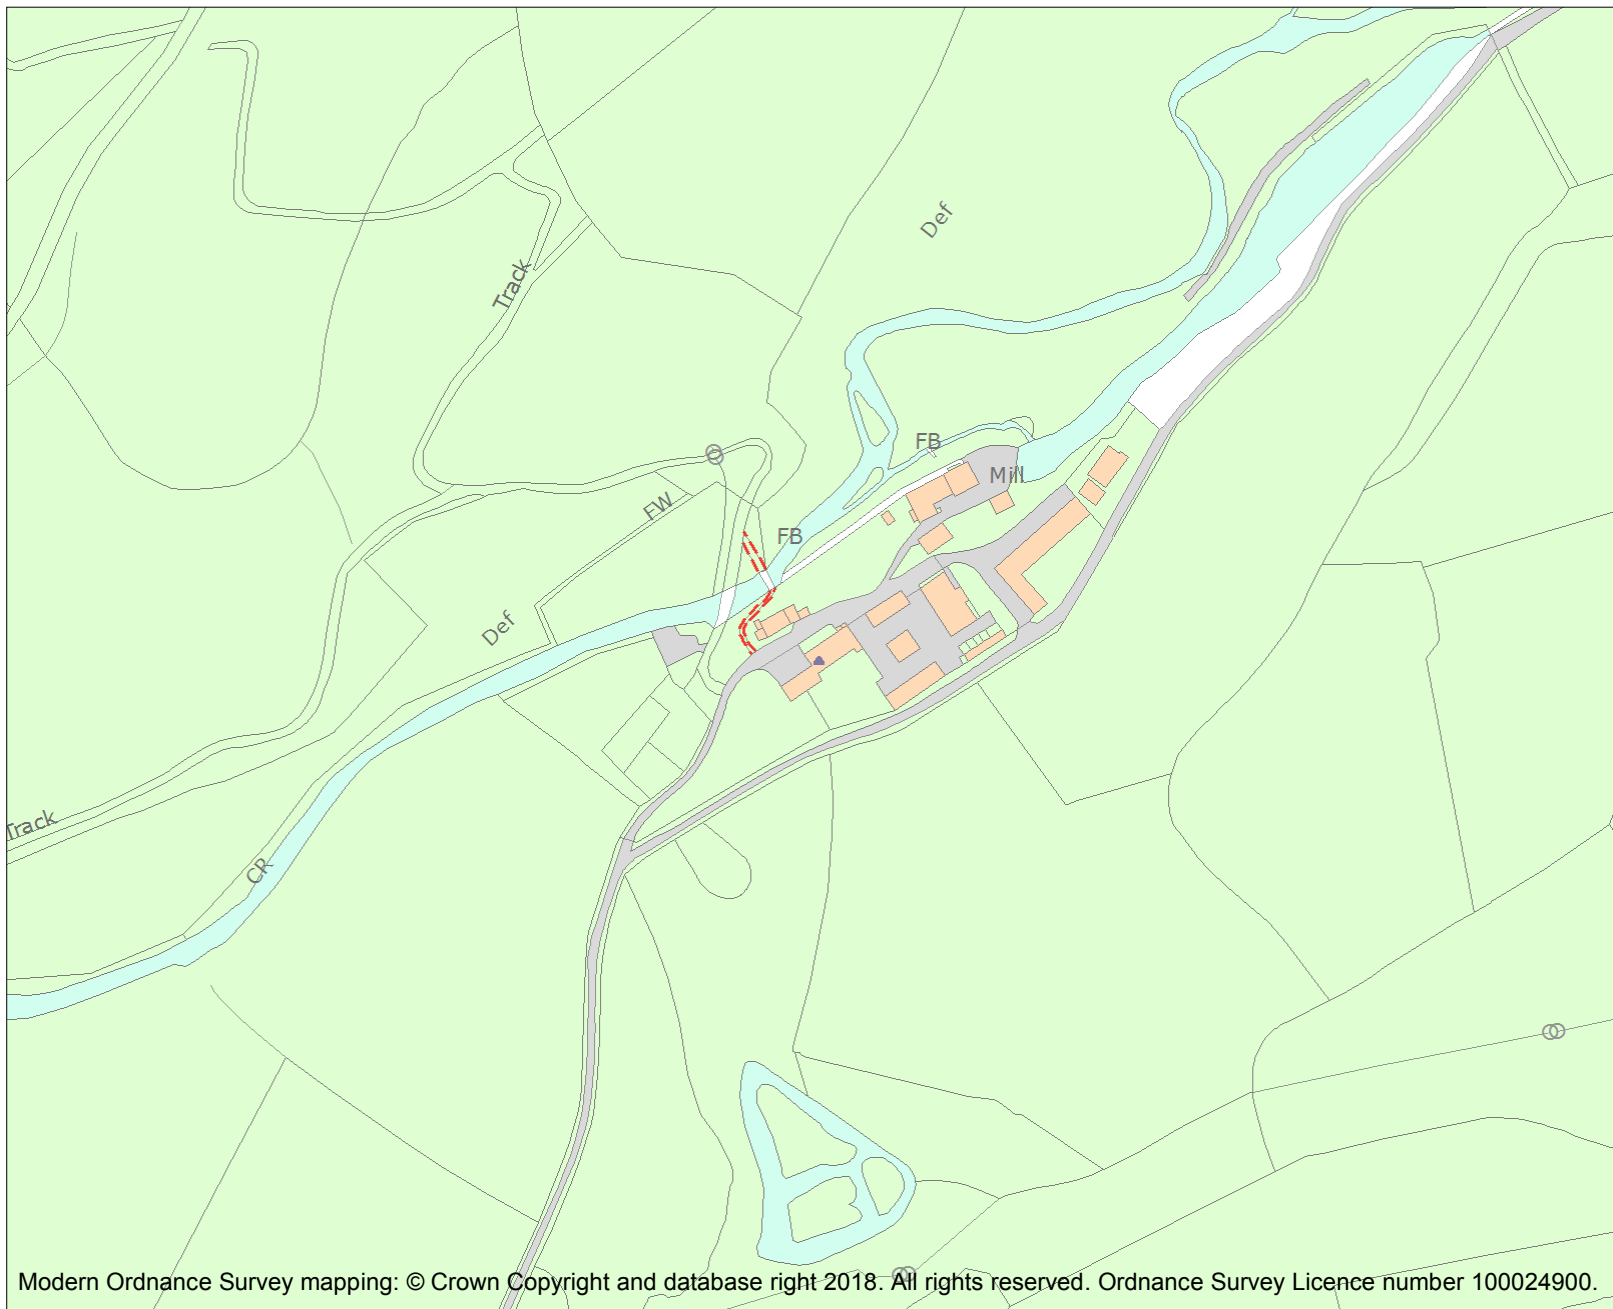 Def
Track
FB
Mill
FW
FB
Def
Track
CR
Modern Ordnance Survey mapping: © Crown Copyright and database right 2018. All rights reserved. Ordnance Survey Licence number 100024900.